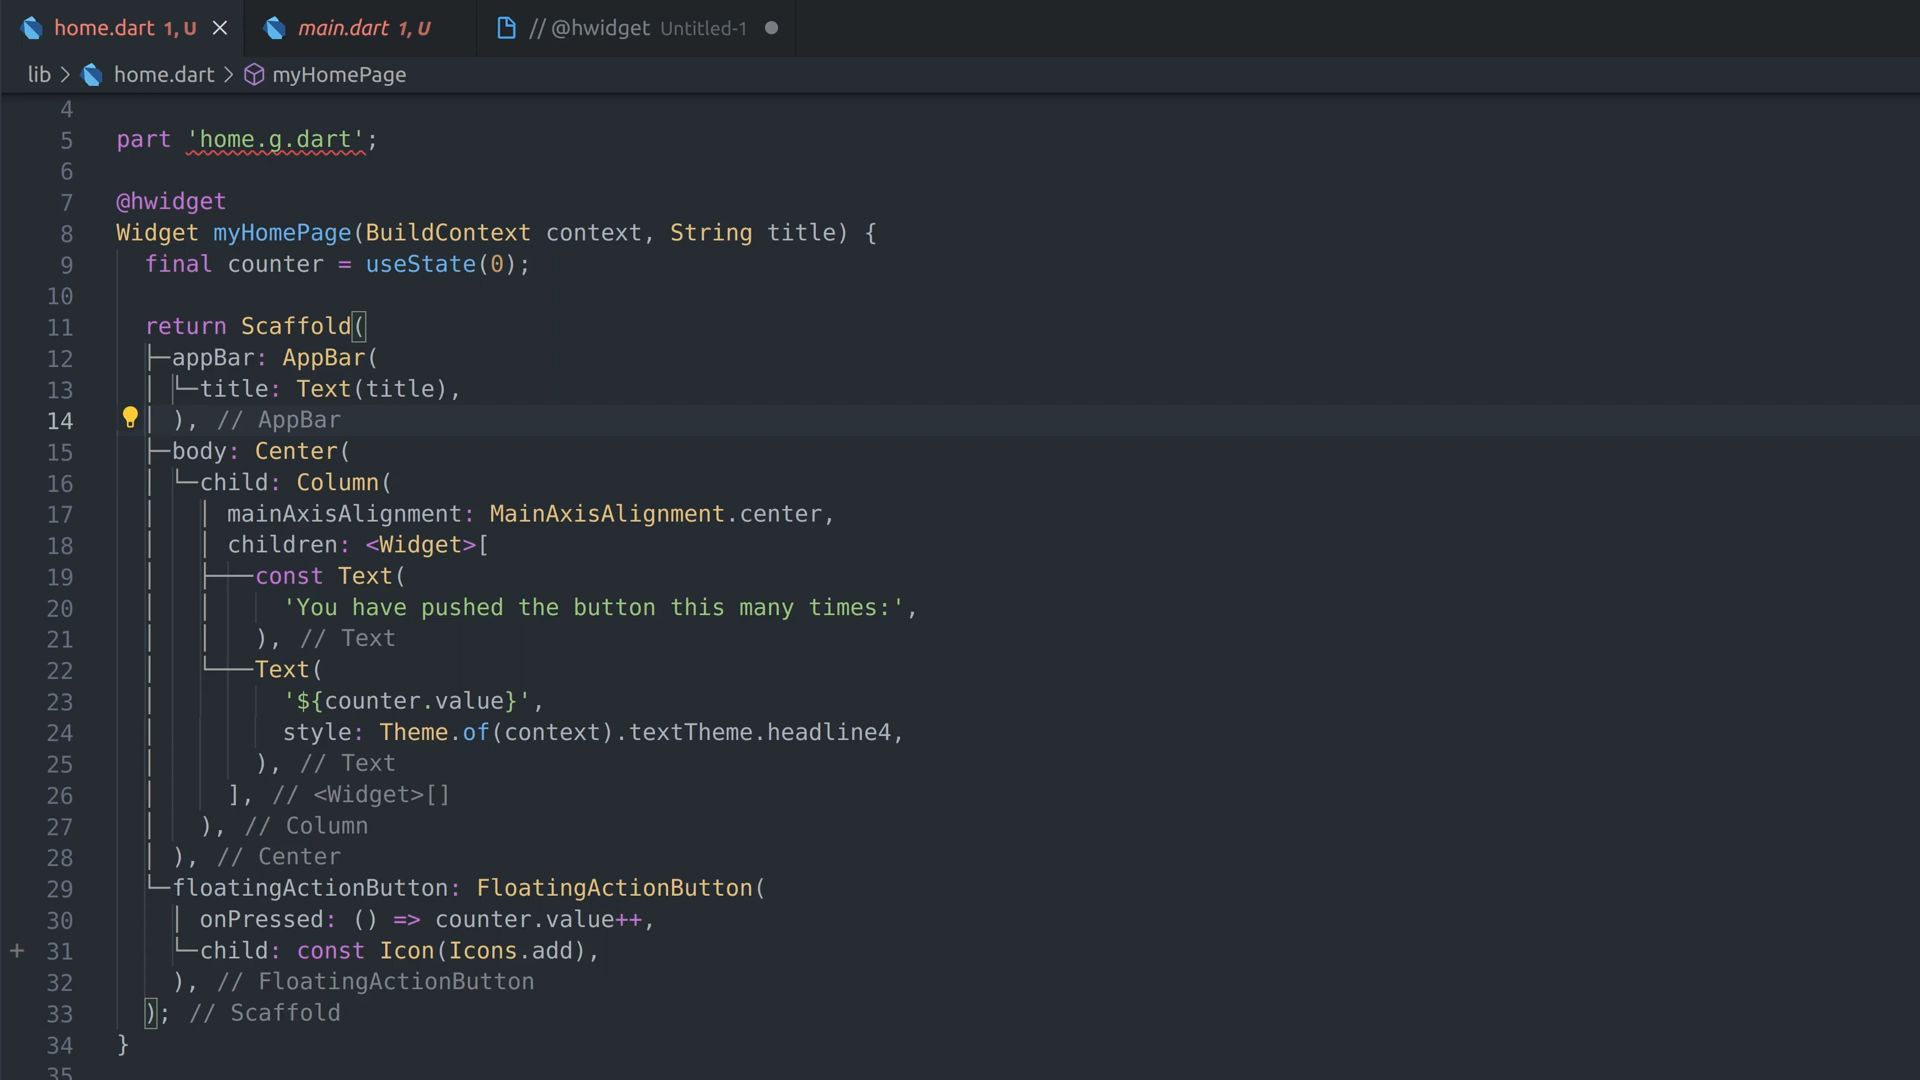 home.dart 1, U
main.dart 1, U
// @hwidget Untitled-1
lib > home.dart > myHomePage
4
5 part 'home.g.dart';
6
7 @hwidget
8 Widget myHomePage(BuildContext context, String title) {
9 final counter = useState(0);
10
11 return Scaffold(
12 appBar: AppBar(
13 title: Text(title),
14 ), // AppBar
15 body: Center(
16 child: Column(
17 mainAxisAlignment: MainAxisAlignment.center,
18 children: <Widget>[
19 const Text(
20 'You have pushed the button this many times:',
21 ), // Text
22 Text(
23 '${counter.value}',
24 style: Theme.of(context).textTheme.headline4,
25 ), // Text
26 ], // <Widget>[]
27 ), // Column
28 ), // Center
29 floatingActionButton: FloatingActionButton(
30 onPressed: () => counter.value++,
+ 31 child: const Icon(Icons.add),
32 ), // FloatingActionButton
33 ); // Scaffold
34 }
35